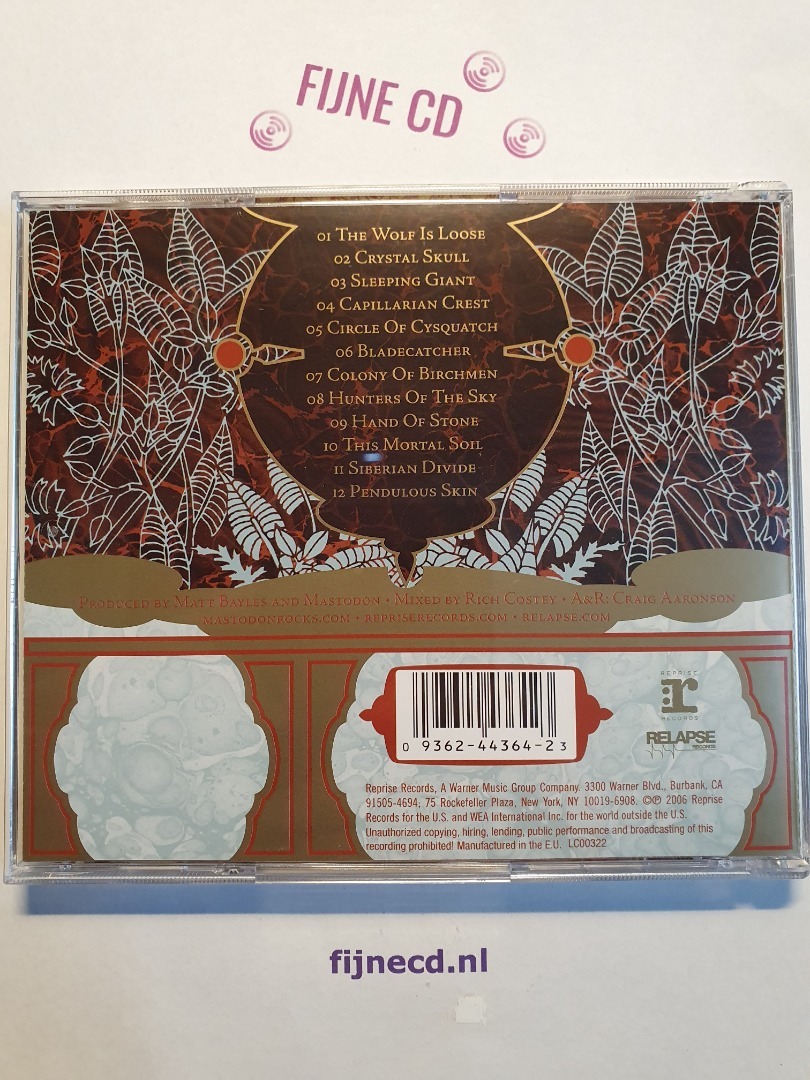 FIJNE CD
01 The Wolf Is Loose
02 Crystal Skull
03 Sleeping Giant
04 Capillarian Crest
05 Circle Of Cysquatch
06 Bladecatcher
07 Colony Of Birchmen
08 Hunters Of The Sky
09 Hand Of Stone
10 This Mortal Soil
11 Siberian Divide
12 Pendulous Skin
Produced by Matt Bayles and Mastodon • Mixed by Rich Costey • A&R: Craig Aaronson
mastodonrocks.com • repriserecords.com • relapse.com
0 9362-44364-2 3
REPRISE
r
RECORDS
RELAPSE
RECORDS
Reprise Records, A Warner Music Group Company. 3300 Warner Blvd., Burbank, CA
91505-4694; 75 Rockefeller Plaza, New York, NY 10019-6908. ©℗ 2006 Reprise
Records for the U.S. and WEA International Inc. for the world outside the U.S.
Unauthorized copying, hiring, lending, public performance and broadcasting of this
recording prohibited! Manufactured in the E.U. LC00322
fijnecd.nl